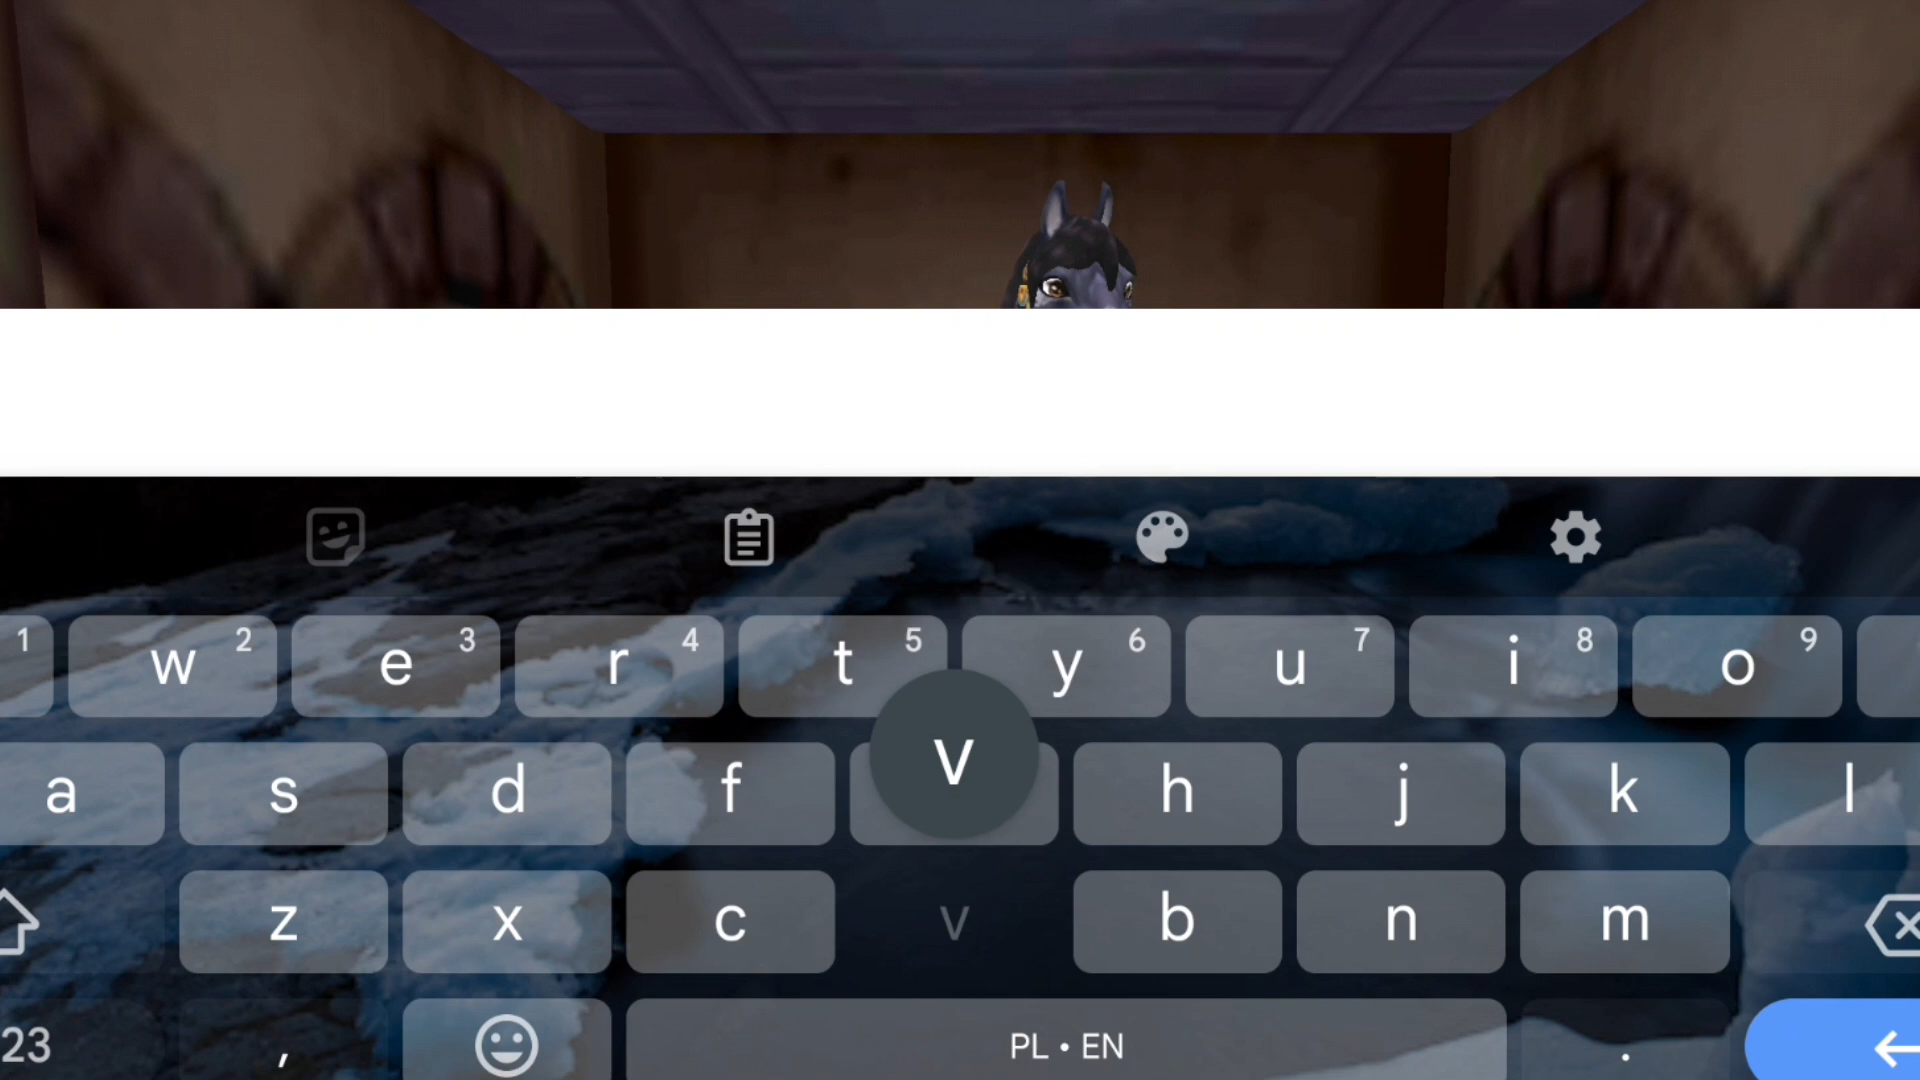 1 w 2 e 3 r 4 t 5 y 6 u 7 i 8 o 9
a s d f v h j k l
z x c v b n m
23 , PL • EN .